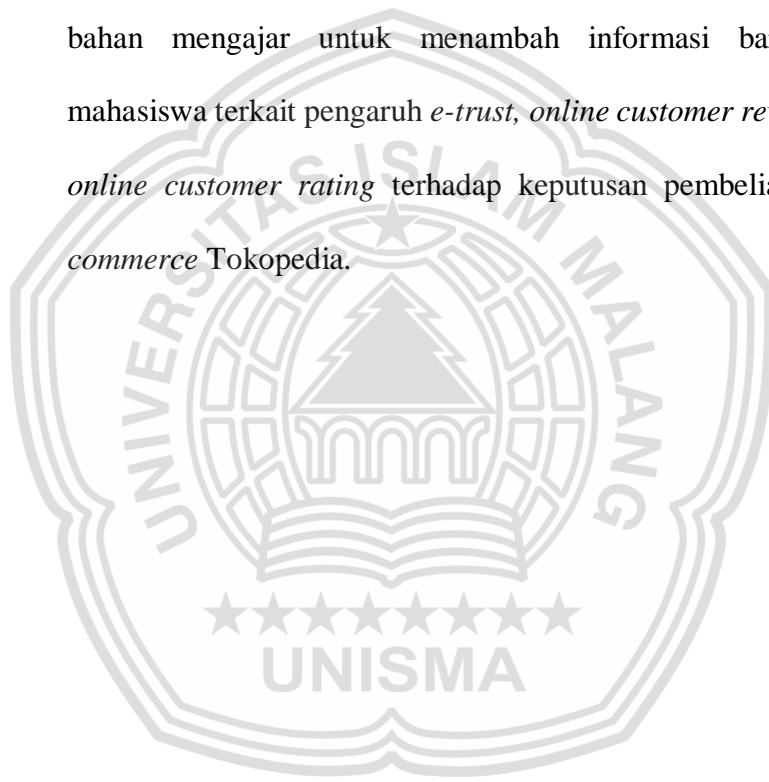 bahan mengajar untuk menambah informasi
mahasiswa terkait pengaruh e-trust, online customer
online customer rating terhadap keputusan
commerce Tokopedia.
UNIVERSITAS ISLAM MALANG
UNISMA